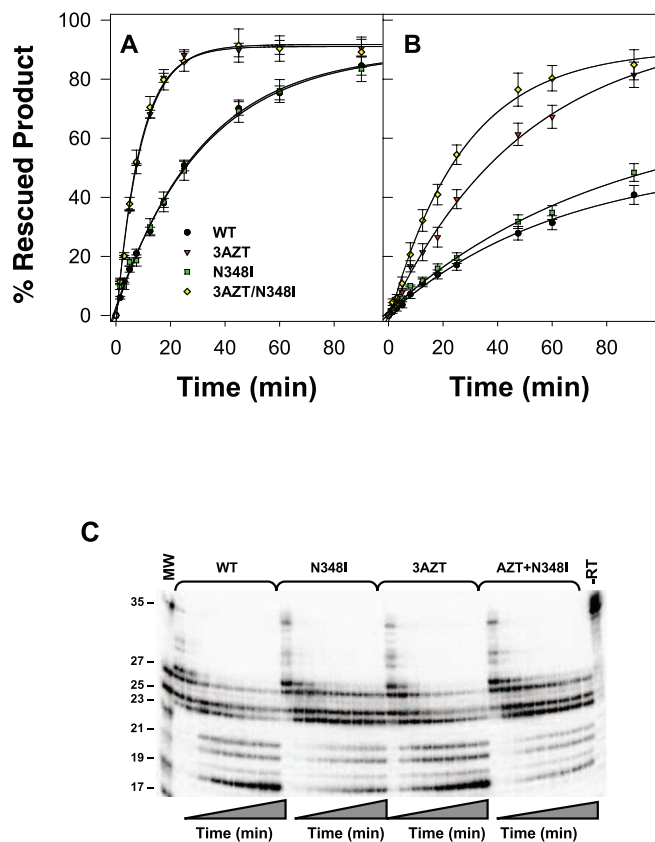 A
B
% Rescued Product
100
80
60
40
20
0
WT
3AZT
N348I
3AZT/N348I
0 20 40 60 80
0 20 40 60 80
Time (min)
Time (min)
C
MW
WT
N348I
3AZT
AZT+N348I
-RT
35
27
25
23
21
19
17
Time (min)
Time (min)
Time (min)
Time (min)